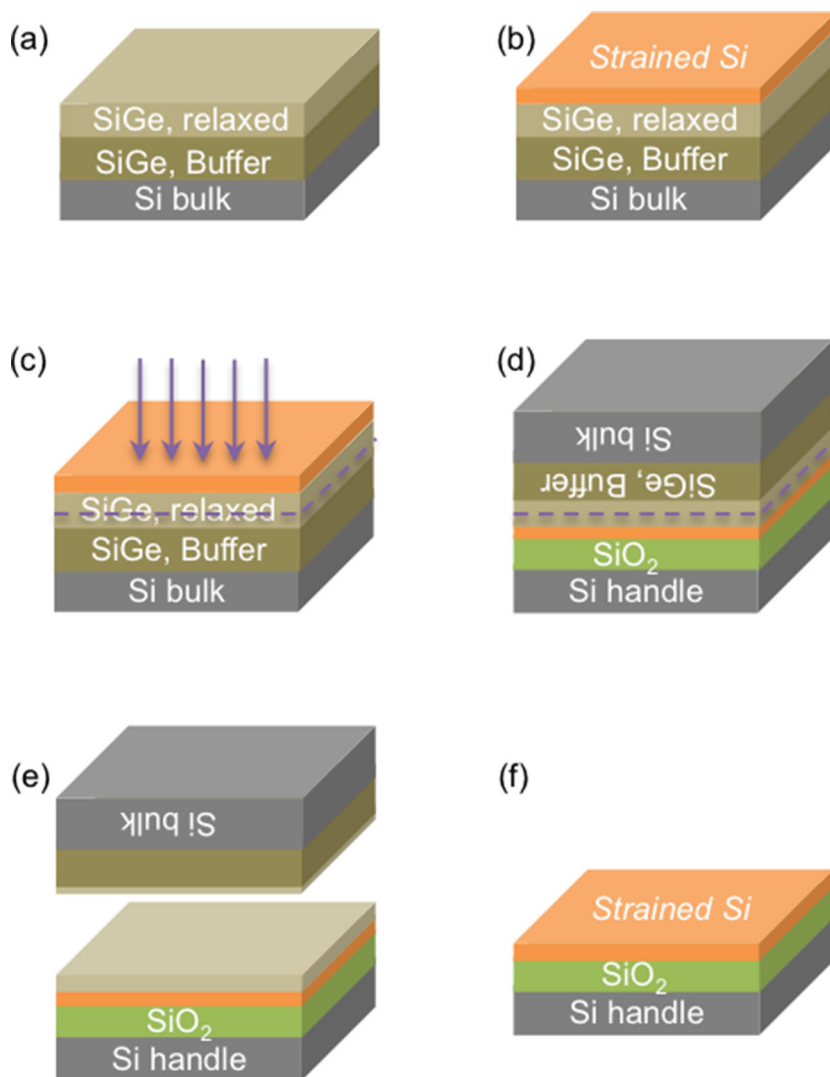 (a)
SiGe, relaxed
SiGe, Buffer
Si bulk
(b)
Strained Si
SiGe, relaxed
SiGe, Buffer
Si bulk
(c)
SiGe, relaxed
SiGe, Buffer
Si bulk
(d)
Si bulk
SiGe, Buffer
SiO₂
Si handle
(e)
Si bulk
SiO₂
Si handle
(f)
Strained Si
SiO₂
Si handle